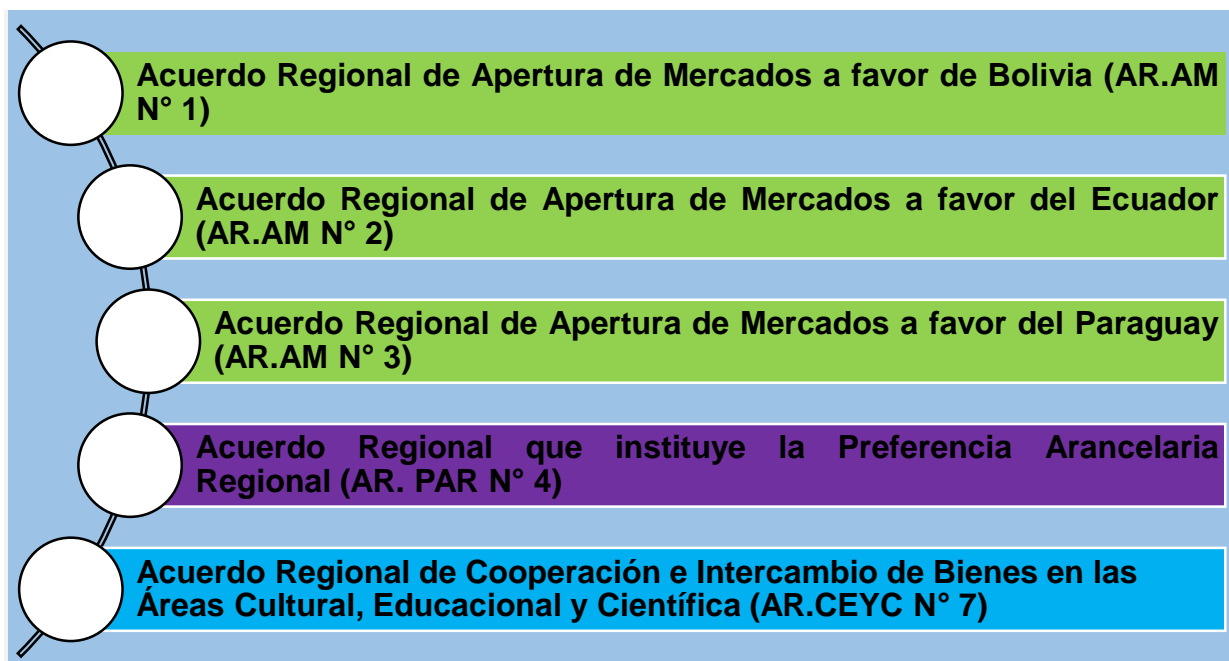 Acuerdo Regional de Apertura de Mercados a favor de Bolivia (AR.AM
N° 1)
Acuerdo Regional de Apertura de Mercados a favor del Ecuador
(AR.AM N° 2)
Acuerdo Regional de Apertura de Mercados a favor del Paraguay
(AR.AM N° 3)
Acuerdo Regional que instituye la Preferencia Arancelaria
Regional (AR. PAR N° 4)
Acuerdo Regional de Cooperación e Intercambio de Bienes en las
Áreas Cultural, Educacional y Científica (AR.CEYC N° 7)